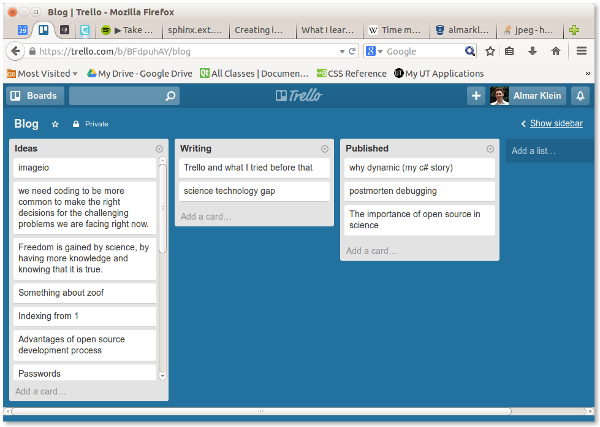 Blog | Trello - Mozilla Firefox
29
▶ Take ...
sphinx.ext....
Creating i...
What I lear...
W Time m...
almarkl...
jpeg - h...
https://trello.com/b/BFdpuhAY/blog
Google
Most Visited
My Drive - Google Drive
Qt All Classes | Documen...
CSS Reference
My UT Applications
Boards
Trello
Almar Klein
Blog
Private
Show sidebar
Ideas
imageio
we need coding to be more
common to make the right
decisions for the challenging
problems we are facing right now.
Freedom is gained by science, by
having more knowledge and
knowing that it is true.
Something about zoof
Indexing from 1
Advantages of open source
development process
Passwords
Add a card...
Writing
Trello and what I tried before that
science technology gap
Add a card...
Published
why dynamic (my c# story)
postmorten debugging
The importance of open source in
science
Add a card...
Add a list...